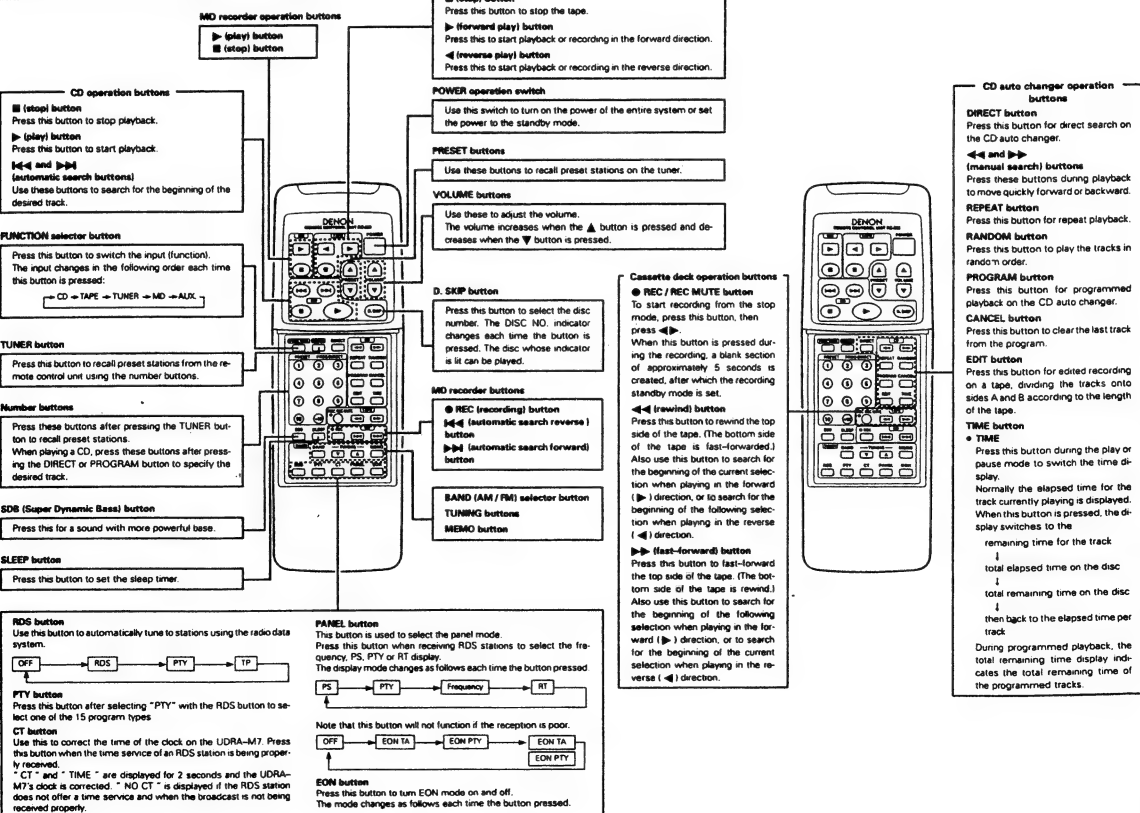 MD recorder operation buttons
▶ (play) button
■ (stop) button
■ (stop) button
Press this button to stop the tape.
▶ (forward play) button
Press this to start playback or recording in the forward direction.
◀ (reverse play) button
Press this to start playback or recording in the reverse direction.
CD operation buttons
■ (stop) button
Press this button to stop playback.
▶ (play) button
Press this button to start playback.
|◀◀ and ▶▶|
(automatic search buttons)
Use these buttons to search for the beginning of the
desired track.
FUNCTION selector button
Press this button to switch the input (function).
The input changes in the following order each time
this button is pressed:
→ CD → TAPE → TUNER → MD → AUX.
TUNER button
Press this button to recall preset stations from the re-
mote control unit using the number buttons.
Number buttons
Press these buttons after pressing the TUNER but-
ton to recall preset stations.
When playing a CD, press these buttons after press-
ing the DIRECT or PROGRAM button to specify the
desired track.
SDB (Super Dynamic Bass) button
Press this for a sound with more powerful base.
SLEEP button
Press this button to set the sleep timer.
POWER operation switch
Use this switch to turn on the power of the entire system or set
the power to the standby mode.
PRESET buttons
Use these buttons to recall preset stations on the tuner.
VOLUME buttons
Use these to adjust the volume.
The volume increases when the ▲ button is pressed and de-
creases when the ▼ button is pressed.
D. SKIP button
Press this button to select the disc
number. The DISC NO. indicator
changes each time the button is
pressed. The disc whose indicator
is lit can be played.
MD recorder buttons
● REC (recording) button
|◀◀ (automatic search reverse )
button
▶▶| (automatic search forward)
button
BAND (AM / FM) selector button
TUNING buttons
MEMO button
DENON
POWER
D. SKIP
RDS button
Use this button to automatically tune to stations using the radio data
system.
OFF → RDS → PTY → TP
PTY button
Press this button after selecting "PTY" with the RDS button to se-
lect one of the 15 program types
CT button
Use this to correct the time of the clock on the UDRA–M7. Press
this button when the time service of an RDS station is being proper-
ly received.
" CT " and " TIME " are displayed for 2 seconds and the UDRA–
M7's clock is corrected. " NO CT " is displayed if the RDS station
does not offer a time service and when the broadcast is not being
received properly.
PANEL button
This button is used to select the panel mode.
Press this button when receiving RDS stations to select the fre-
quency, PS, PTY or RT display.
The display mode changes as follows each time the button pressed
PS → PTY → Frequency → RT
Note that this button will not function if the reception is poor.
OFF → EON TA → EON PTY → EON TA
EON PTY
EON button
Press this button to turn EON mode on and off.
The mode changes as follows each time the button pressed.
Cassette deck operation buttons
● REC / REC MUTE button
To start recording from the stop
mode, press this button, then
press ◀▶.
When this button is pressed dur-
ing the recording, a blank section
of approximately 5 seconds is
created, after which the recording
standby mode is set.
◀◀ (rewind) button
Press this button to rewind the top
side of the tape. (The bottom side
of the tape is fast–forwarded.)
Also use this button to search for
the beginning of the current selec-
tion when playing in the forward
( ▶ ) direction, or to search for the
beginning of the following selec-
tion when playing in the reverse
( ◀ ) direction.
▶▶ (fast–forward) button
Press this button to fast–forward
the top side of the tape. (The bot-
tom side of the tape is rewind.)
Also use this button to search for
the beginning of the following
selection when playing in the for-
ward ( ▶ ) direction, or to search
for the beginning of the current
selection when playing in the re-
verse ( ◀ ) direction.
DENON
POWER
D. SKIP
CD auto changer operation
buttons
DIRECT button
Press this button for direct search on
the CD auto changer.
◀◀ and ▶▶
(manual search) buttons
Press these buttons during playback
to move quickly forward or backward.
REPEAT button
Press this button for repeat playback.
RANDOM button
Press this button to play the tracks in
random order.
PROGRAM button
Press this button for programmed
playback on the CD auto changer.
CANCEL button
Press this button to clear the last track
from the program.
EDIT button
Press this button for edited recording
on a tape, dividing the tracks onto
sides A and B according to the length
of the tape.
TIME button
● TIME
Press this button during the play or
pause mode to switch the time di-
splay.
Normally the elapsed time for the
track currently playing is displayed.
When this button is pressed, the di-
splay switches to the
remaining time for the track
↓
total elapsed time on the disc
↓
total remaining time on the disc
↓
then back to the elapsed time per
track
During programmed playback, the
total remaining time display indi-
cates the total remaining time of
the programmed tracks.